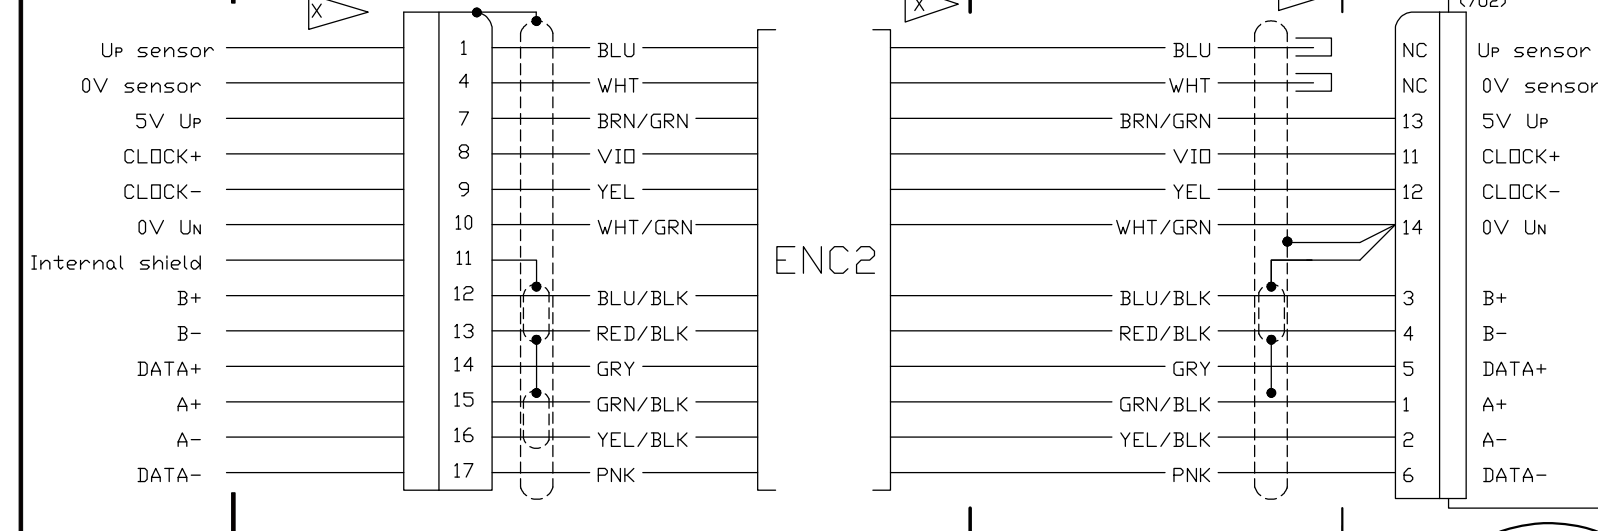 X X (702)
Up sensor 1 BLU BLU NC Up sensor
0V sensor 4 WHT WHT NC 0V sensor
5V Up 7 BRN/GRN BRN/GRN 13 5V Up
CLOCK+ 8 VIO VIO 11 CLOCK+
CLOCK- 9 YEL YEL 12 CLOCK-
0V UN 10 WHT/GRN WHT/GRN 14 0V UN
Internal shield 11 ENC2
B+ 12 BLU/BLK BLU/BLK 3 B+
B- 13 RED/BLK RED/BLK 4 B-
DATA+ 14 GRY GRY 5 DATA+
A+ 15 GRN/BLK GRN/BLK 1 A+
A- 16 YEL/BLK YEL/BLK 2 A-
DATA- 17 PNK PNK 6 DATA-